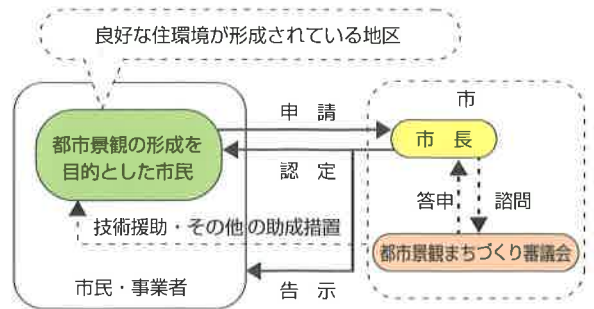 良好な住環境が形成されている地区
市
申 請
都市景観の形成を
目的とした市民
市 長
認 定
答申
諮問
技術援助・その他の助成措置
都市景観まちづくり審議会
市民・事業者
告 示